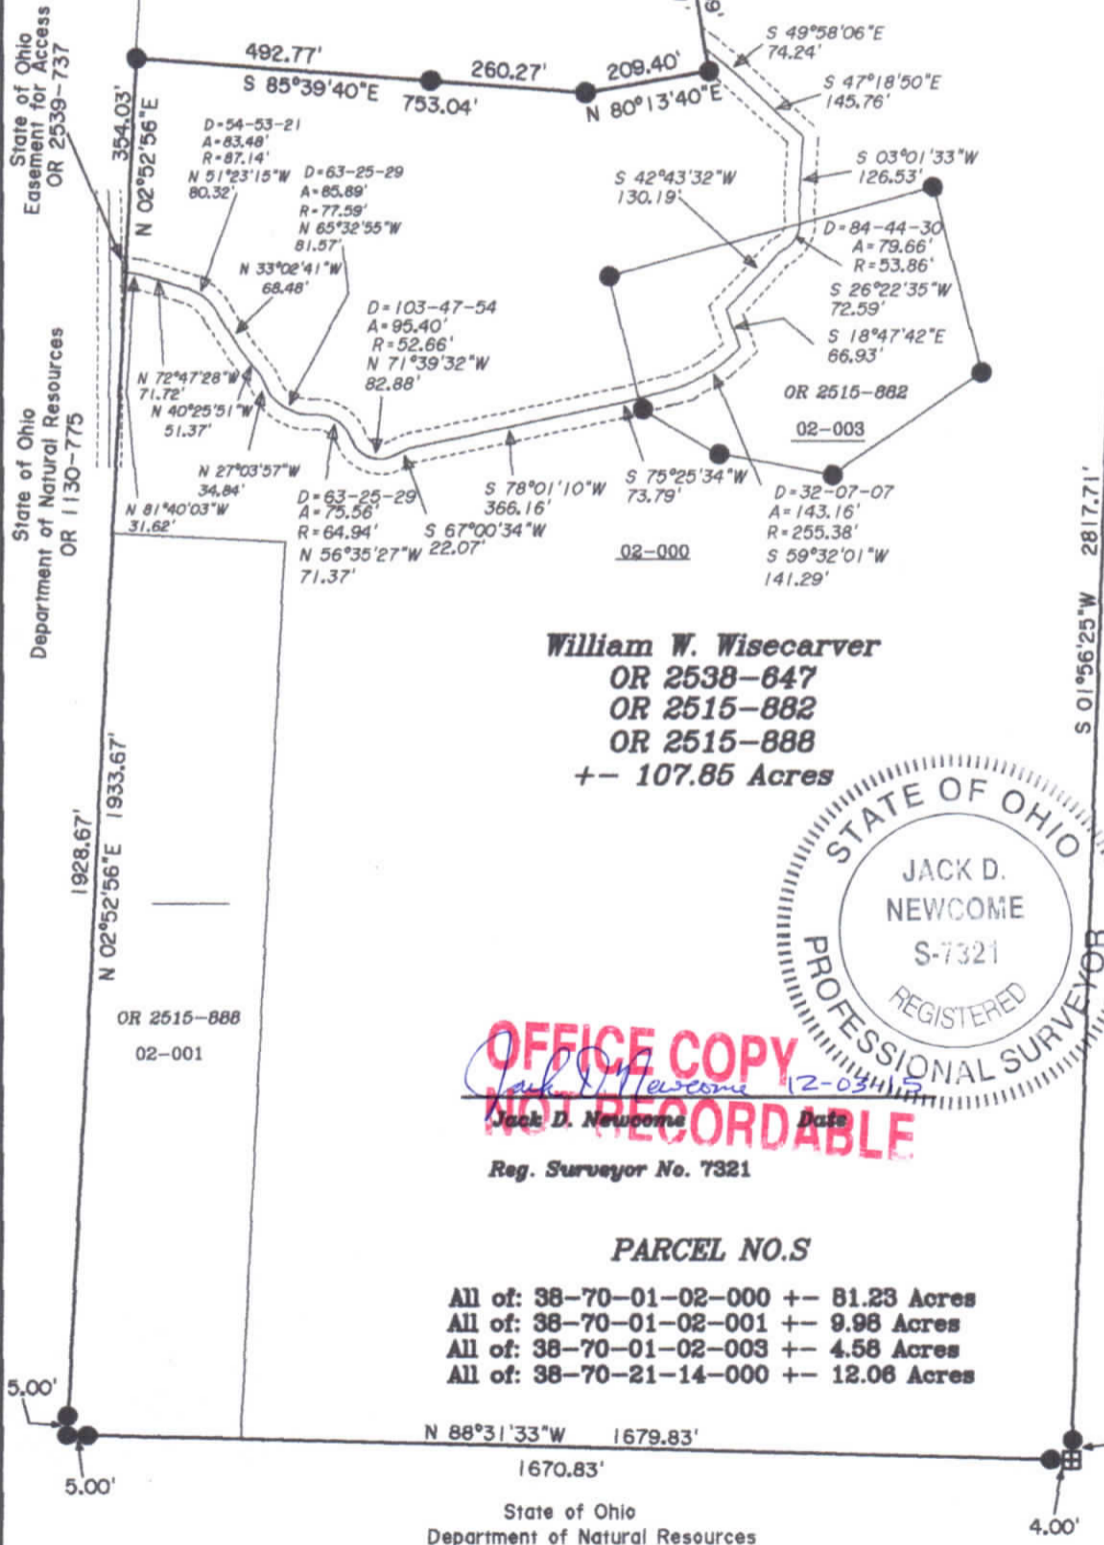 State of Ohio
Easement for Access
OR 2539-737
354.03'
N 02°52'56"E
492.77'
S 85°39'40"E
260.27'
753.04'
209.40'
N 80°13'40"E
S 49°58'06"E
74.24'
S 47°18'50"E
145.76'
S 03°01'33"W
126.53'
S 42°43'32"W
130.19'
D=84-44-30
A=79.66'
R=53.86'
S 26°22'35"W
72.59'
S 18°47'42"E
66.93'
OR 2515-882
02-003
D=54-53-21
A=83.48'
R=87.14'
N 51°23'15"W
80.32'
D=63-25-29
A=85.89'
R=77.59'
N 65°32'55"W
81.57'
N 33°02'41"W
68.48'
D=103-47-54
A=95.40'
R=52.66'
N 71°39'32"W
82.88'
N 72°47'28"W
71.72'
N 40°25'51"W
51.37'
N 27°03'57"W
34.84'
N 81°40'03"W
31.62'
D=63-25-29
A=75.56'
R=64.94'
N 56°35'27"W
71.37'
S 67°00'34"W
22.07'
S 78°01'10"W
366.16'
S 75°25'34"W
73.79'
D=32-07-07
A=143.16'
R=255.38'
S 59°32'01"W
141.29'
02-000
State of Ohio
Department of Natural Resources
OR 1130-775
S 01°56'25"W 2817.71'
William W. Wisecarver
OR 2538-647
OR 2515-882
OR 2515-888
+- 107.85 Acres
1928.67'
N 02°52'56"E 1933.67'
OR 2515-888
02-001
STATE OF OHIO
JACK D.
NEWCOME
S-7321
REGISTERED
PROFESSIONAL SURVEYOR
OFFICE COPY
Jack D. Newcome 12-03-15
NOT RECORDABLE
Jack D. Newcome Date
Reg. Surveyor No. 7321
PARCEL NO.S
All of: 38-70-01-02-000 +- 81.23 Acres
All of: 38-70-01-02-001 +- 9.98 Acres
All of: 38-70-01-02-003 +- 4.58 Acres
All of: 38-70-21-14-000 +- 12.06 Acres
5.00'
N 88°31'33"W 1679.83'
1670.83'
5.00'
4.00'
State of Ohio
Department of Natural Resources